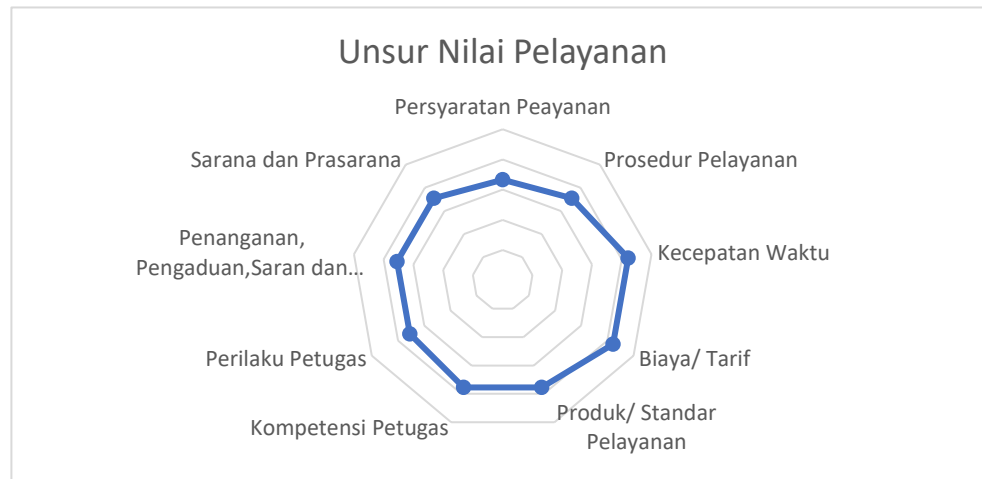 Unsur Nilai Pelayanan
Persyaratan Peayanan
Prosedur Pelayanan
Kecepatan Waktu
Biaya/ Tarif
Produk/ Standar
Pelayanan
Kompetensi Petugas
Perilaku Petugas
Penanganan,
Pengaduan,Saran dan…
Sarana dan Prasarana